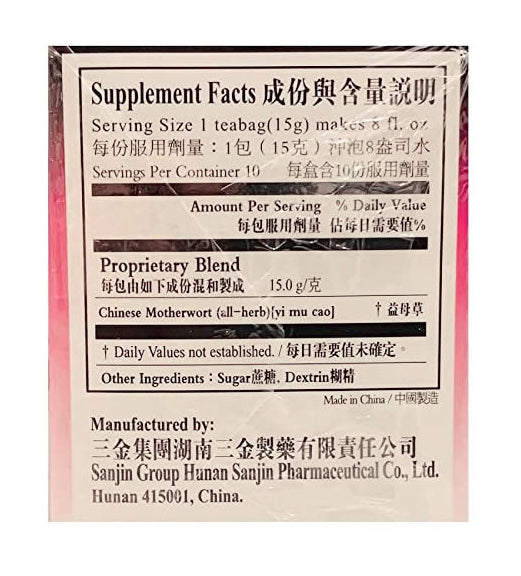 Supplement Facts 成份與含量說明
Serving Size 1 teabag(15g) makes 8 fl. oz
每份服用劑量：1包（15克）沖泡8盎司水
Servings Per Container 10 每盒含10份服用劑量
Amount Per Serving % Daily Value
每包服用劑量 佔每日需要值%
Proprietary Blend
每包由如下成份混和製成 15.0 g/克
Chinese Motherwort (all-herb)[yi mu cao] † 益母草
† Daily Values not established. / 每日需要值未確定。
Other Ingredients：Sugar蔗糖, Dextrin糊精
Made in China / 中國製造
Manufactured by:
三金集團湖南三金製藥有限責任公司
Sanjin Group Hunan Sanjin Pharmaceutical Co., Ltd.
Hunan 415001, China.